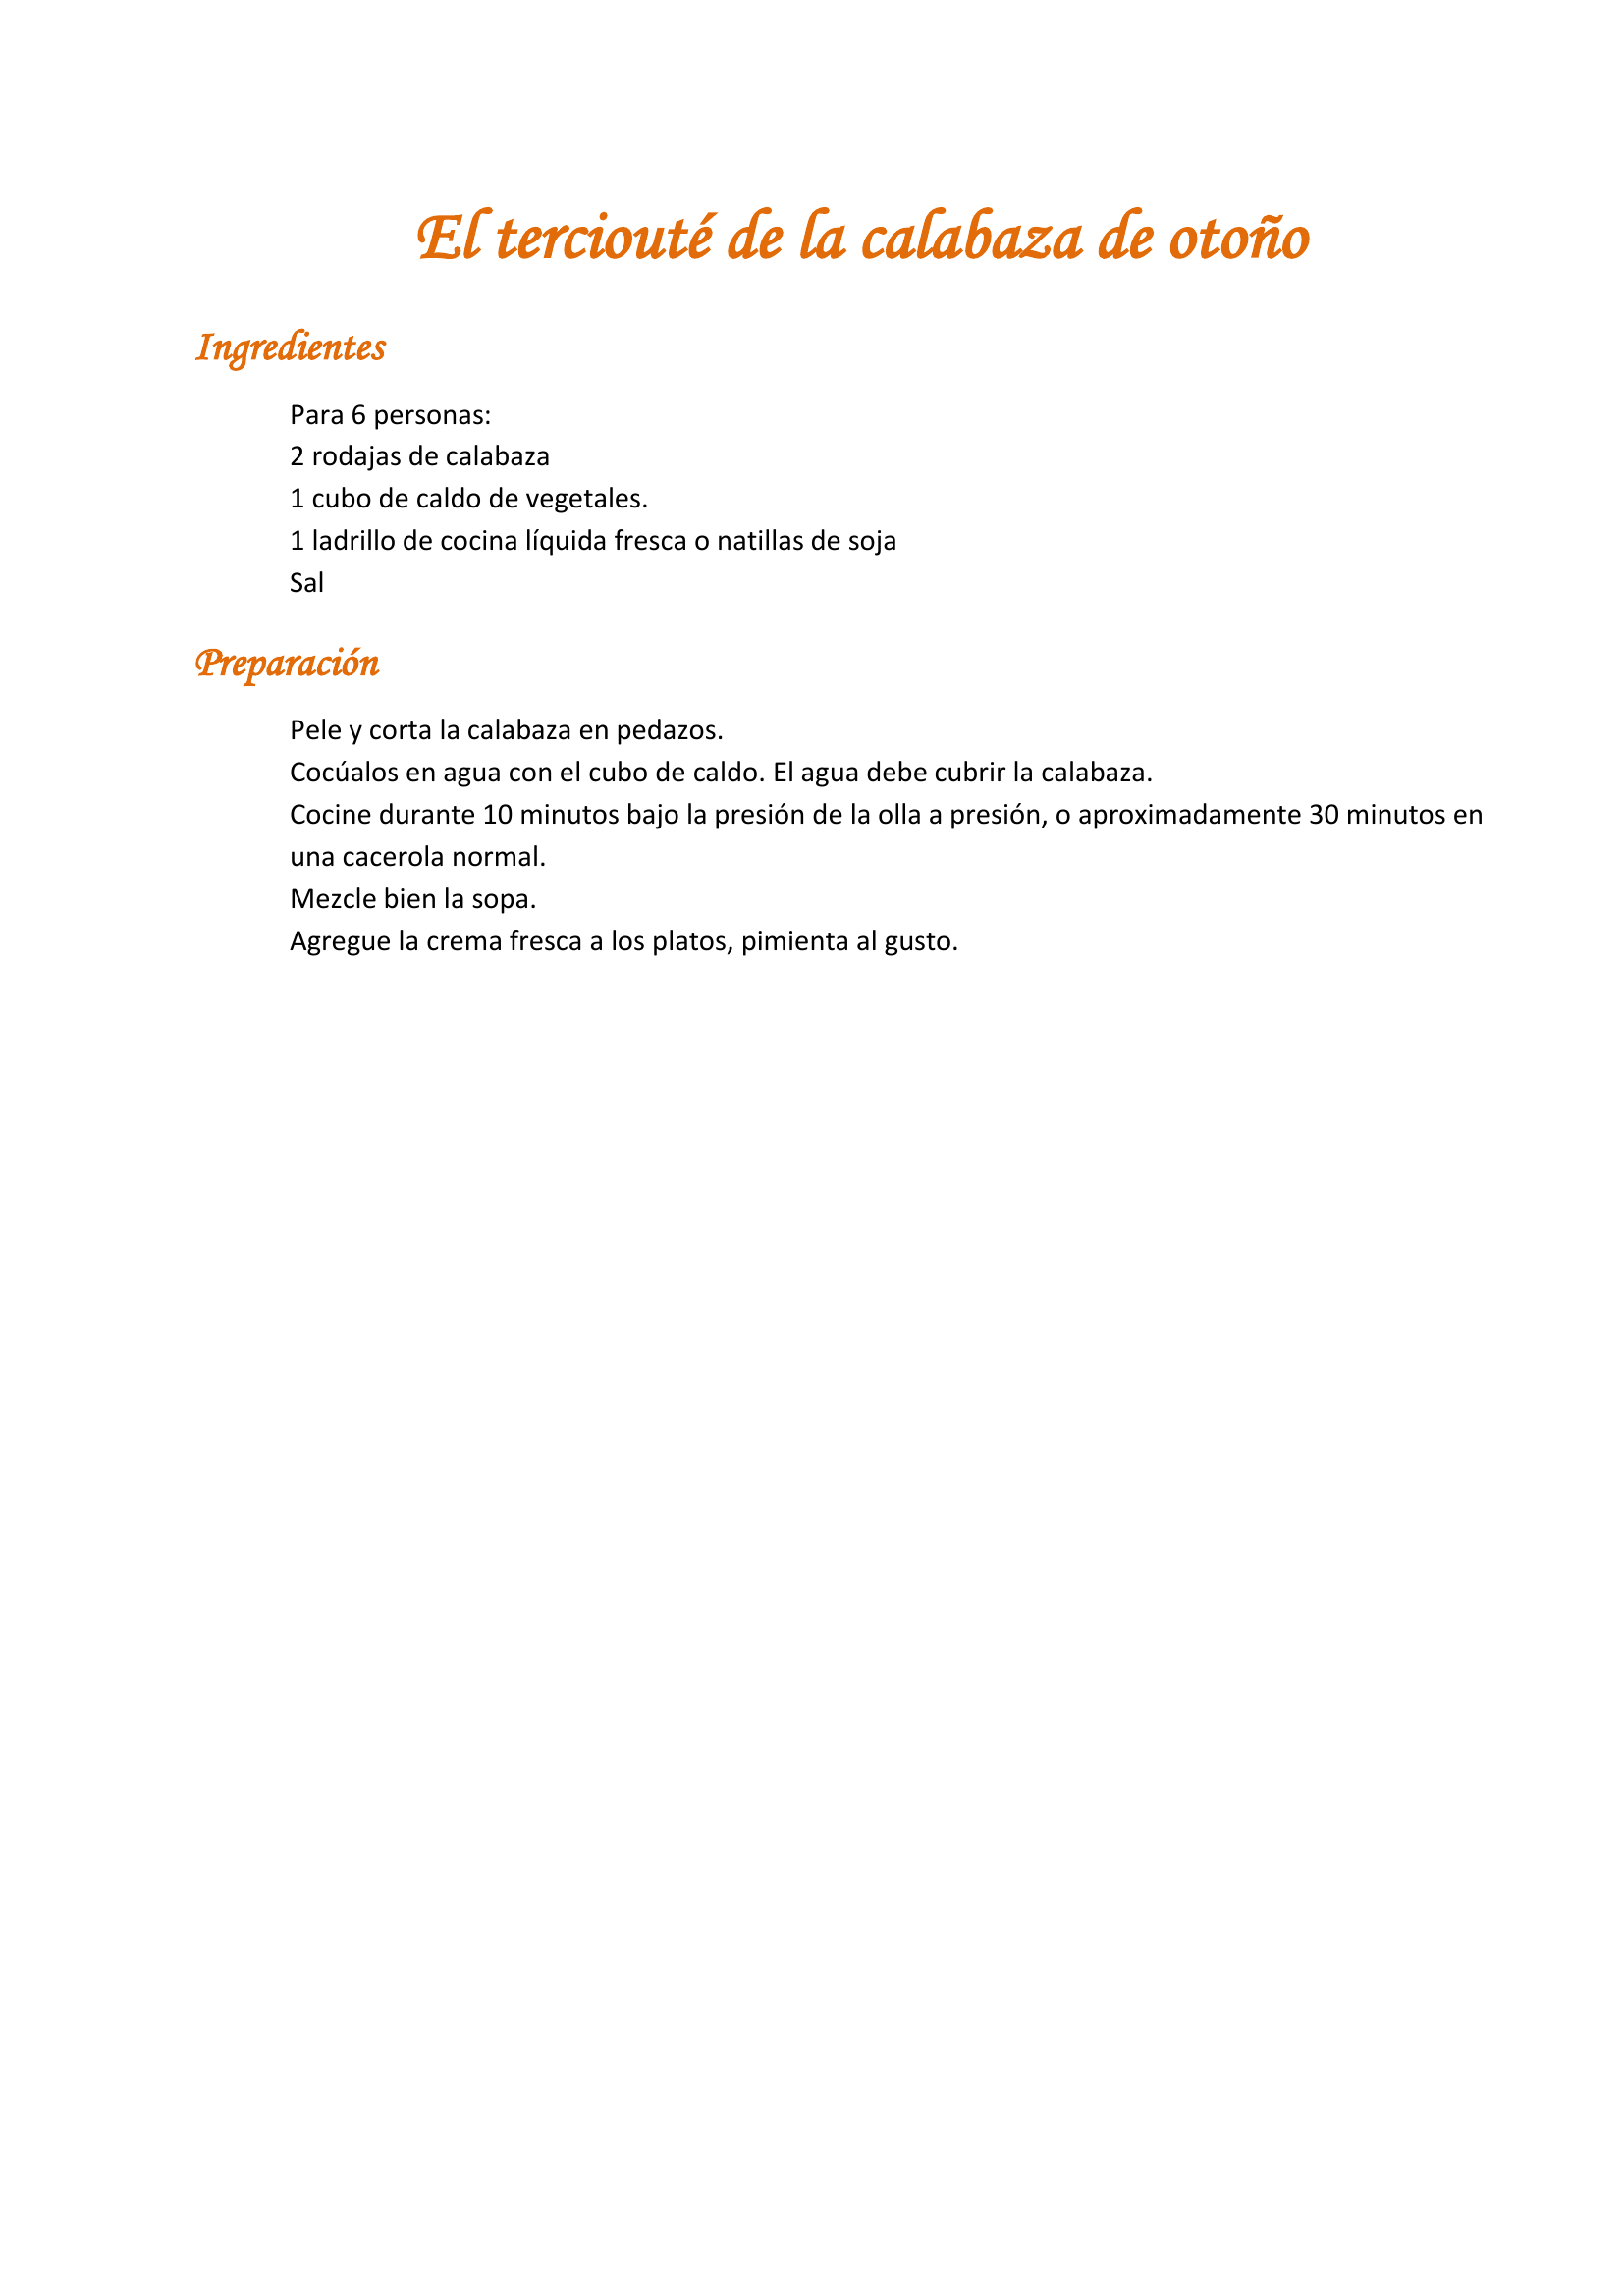 El terciouté de la calabaza de otoño
Ingredientes
Para 6 personas:
2 rodajas de calabaza
1 cubo de caldo de vegetales.
1 ladrillo de cocina líquida fresca o natillas de soja
Sal
Preparación
Pele y corta la calabaza en pedazos.
Cocúalos en agua con el cubo de caldo. El agua debe cubrir la calabaza.
Cocine durante 10 minutos bajo la presión de la olla a presión, o aproximadamente 30 minutos en
una cacerola normal.
Mezcle bien la sopa.
Agregue la crema fresca a los platos, pimienta al gusto.